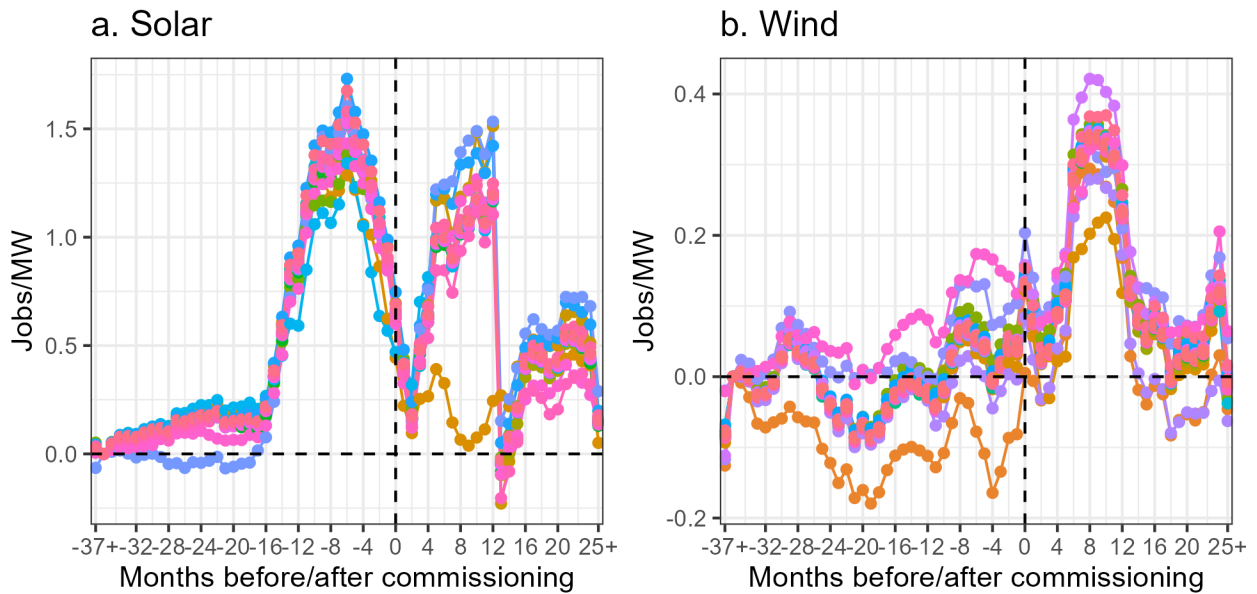 a. Solar
b. Wind
Jobs/MW
1.5
1.0
0.5
0.0
-37+ -32 -28 -24 -20 -16 -12 -8 -4 0 4 8 12 16 20 25+
Months before/after commissioning
Jobs/MW
0.4
0.2
0.0
-0.2
-37+ -32 -28 -24 -20 -16 -12 -8 -4 0 4 8 12 16 20 25+
Months before/after commissioning